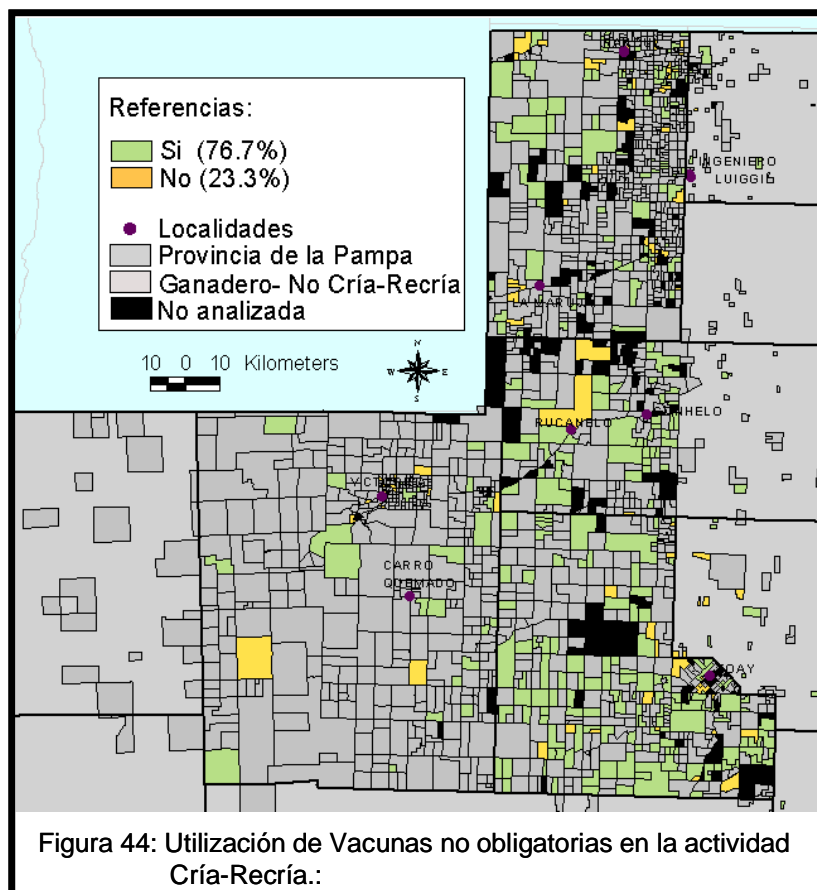 Referencias:
Si (76.7%)
No (23.3%)
Localidades
Provincia de la Pampa
Ganadero- No Cría-Recría
No analizada
10 0 10 Kilometers
N
W E
S
INGENIERO
LUIGGI
RUCANELO
CARRO
QUEMADO
Figura 44: Utilización de Vacunas no obligatorias en la actividad
Cría-Recría.: